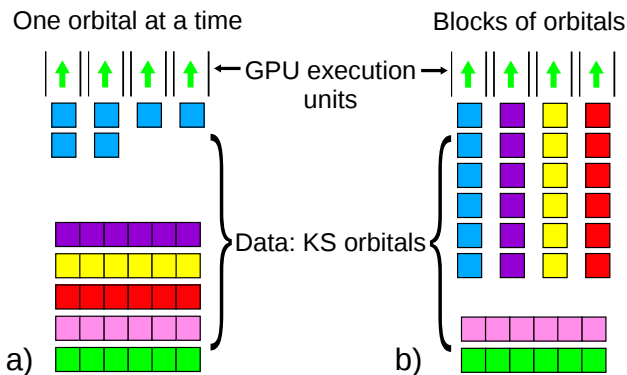 One orbital at a time
Blocks of orbitals
GPU execution
units
Data: KS orbitals
a)
b)